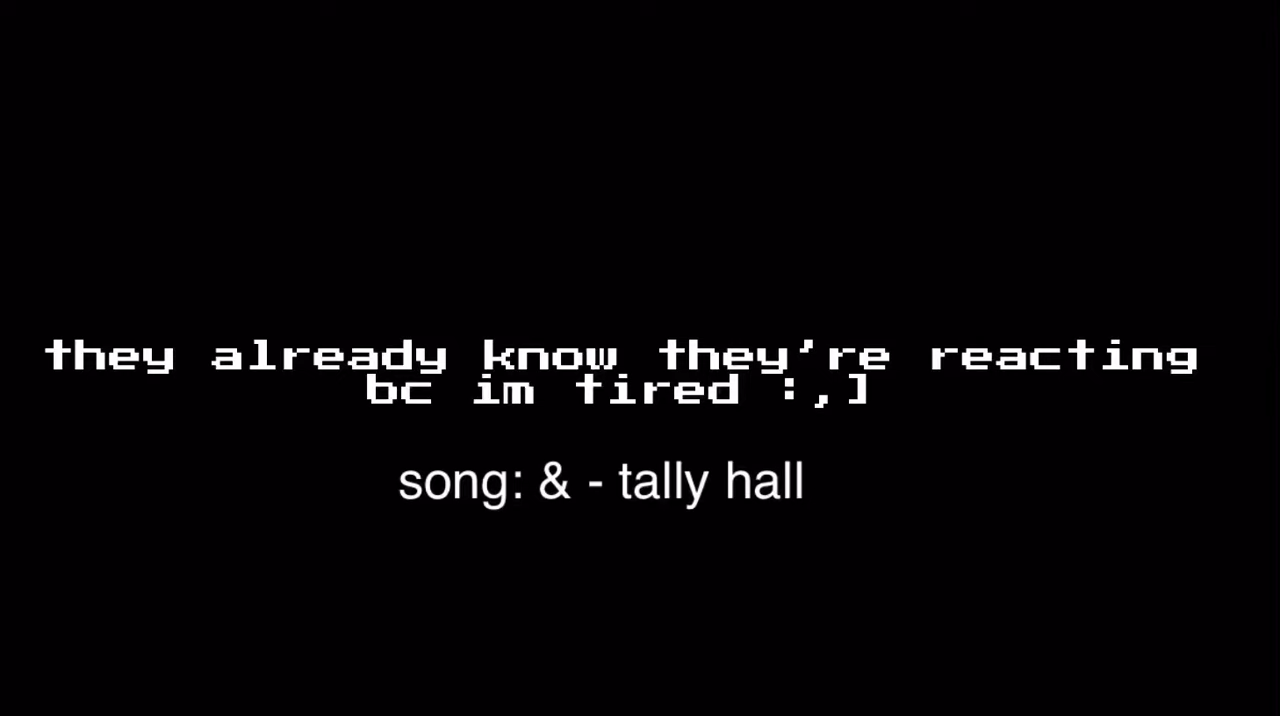 they already know they're reacting
bc im tired :,]
song: & - tally hall